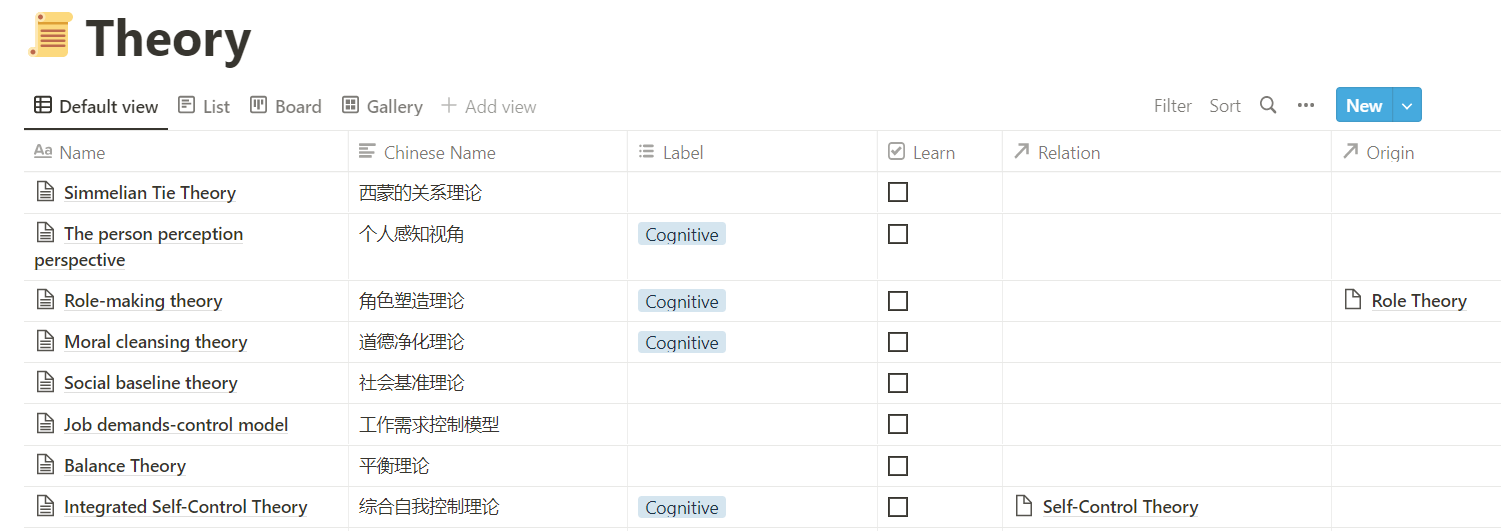 Theory
Default view List Board Gallery Add view Filter Sort New
Aa Name Chinese Name Label Learn Relation Origin
Simmelian Tie Theory 西蒙的关系理论
The person perception 个人感知视角 Cognitive
perspective
Role-making theory 角色塑造理论 Cognitive Role Theory
Moral cleansing theory 道德净化理论 Cognitive
Social baseline theory 社会基准理论
Job demands-control model 工作需求控制模型
Balance Theory 平衡理论
Integrated Self-Control Theory 综合自我控制理论 Cognitive Self-Control Theory